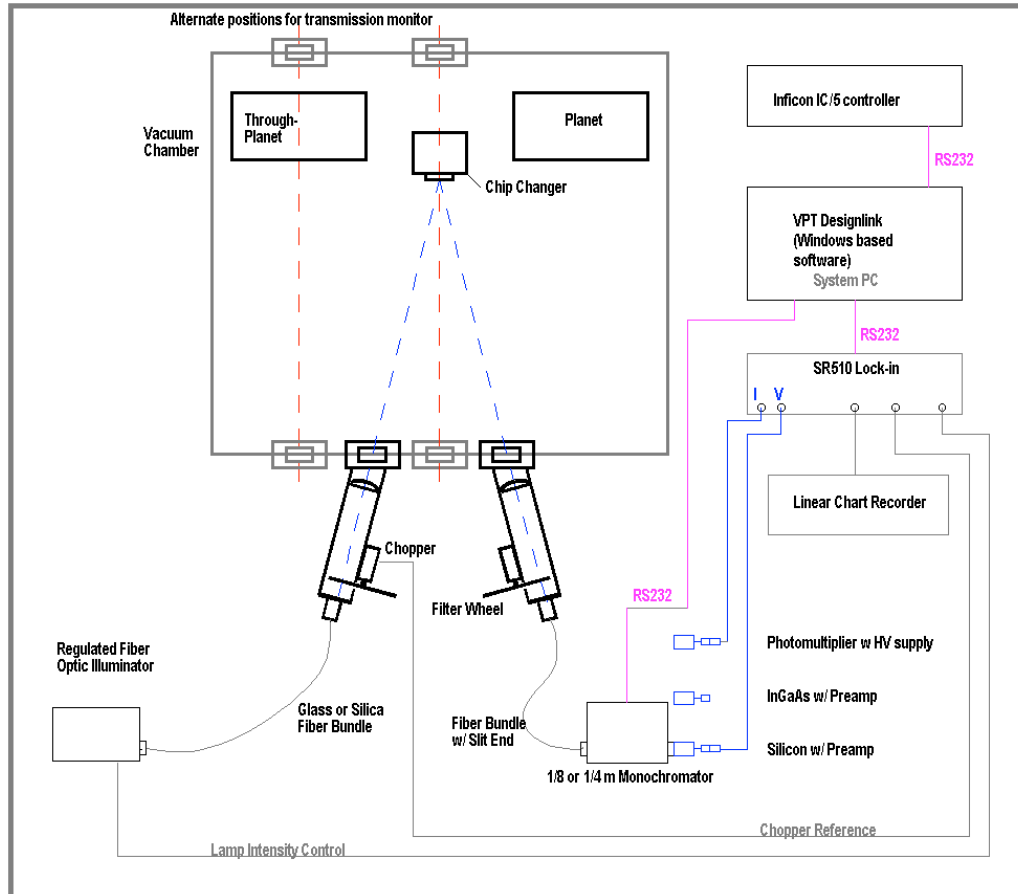 Alternate positions for transmission monitor
Through-
Planet
Planet
Vacuum
Chamber
Chip Changer
Inficon IC/5 controller
RS232
VPT Designlink
(Windows based
software)
System PC
RS232
SR510 Lock-in
I V
Linear Chart Recorder
Chopper
Filter Wheel
RS232
Photomultiplier w HV supply
InGaAs w/ Preamp
Silicon w/ Preamp
Regulated Fiber
Optic Illuminator
Glass or Silica
Fiber Bundle
Fiber Bundle
w/ Slit End
1/8 or 1/4 m Monochromator
Chopper Reference
Lamp Intensity Control